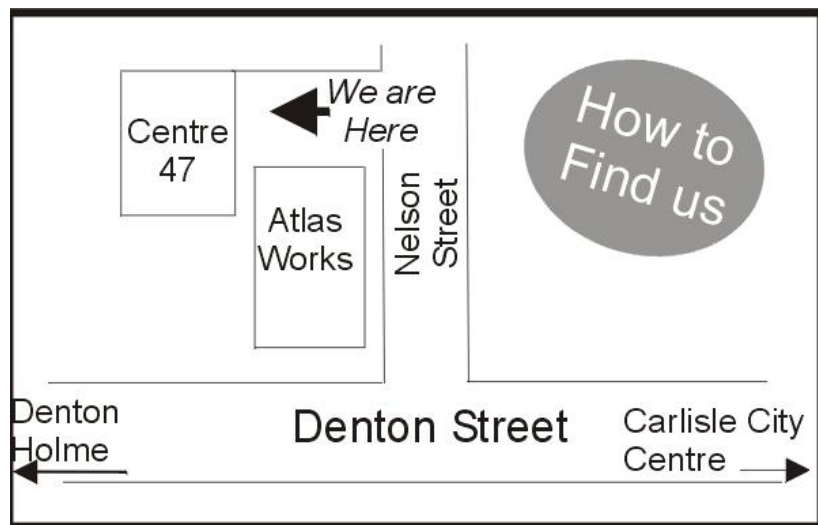 We are
Here
Centre
47
How to
Find us
Atlas
Works
Nelson
Street
Denton
Holme
Denton Street
Carlisle City
Centre